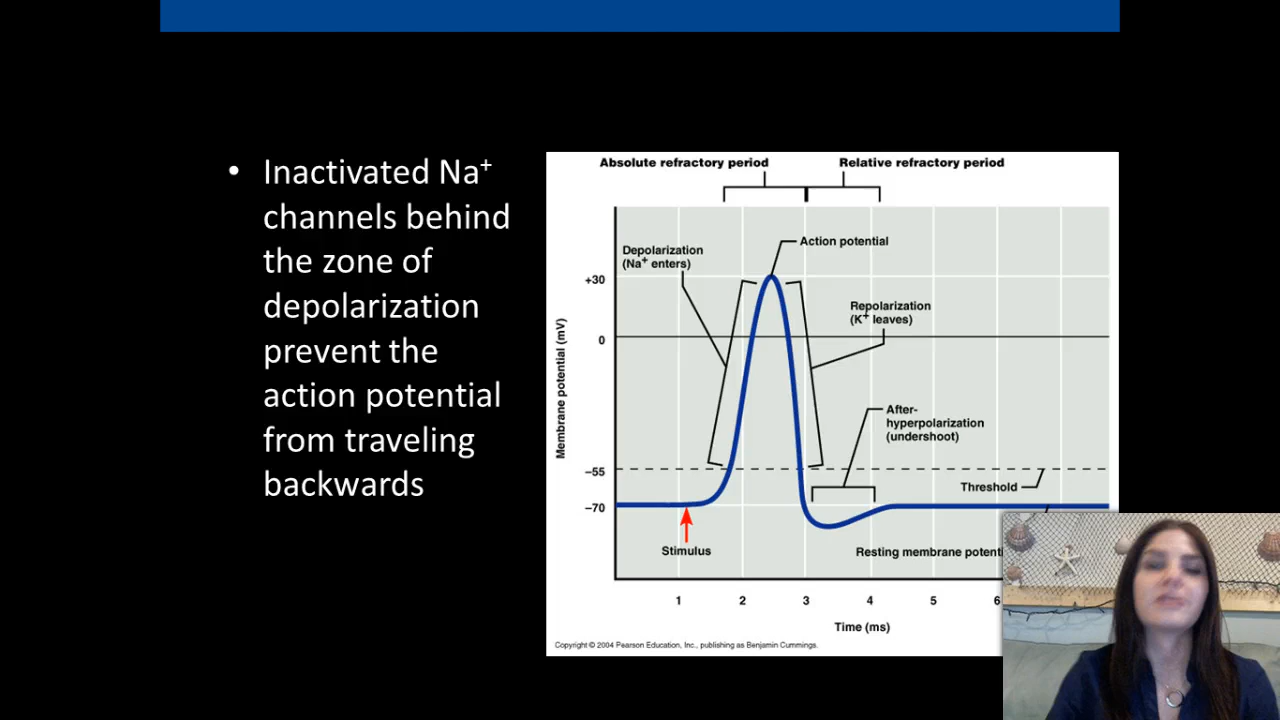 • Inactivated Na⁺
channels behind
the zone of
depolarization
prevent the
action potential
from traveling
backwards
Absolute refractory period
Relative refractory period
Action potential
Depolarization
(Na⁺ enters)
+30
Repolarization
(K⁺ leaves)
0
Membrane potential (mV)
After-
hyperpolarization
(undershoot)
–55
Threshold
–70
Stimulus
Resting membrane potenti
1 2 3 4 5 6
Time (ms)
Copyright © 2004 Pearson Education, Inc., publishing as Benjamin Cummings.